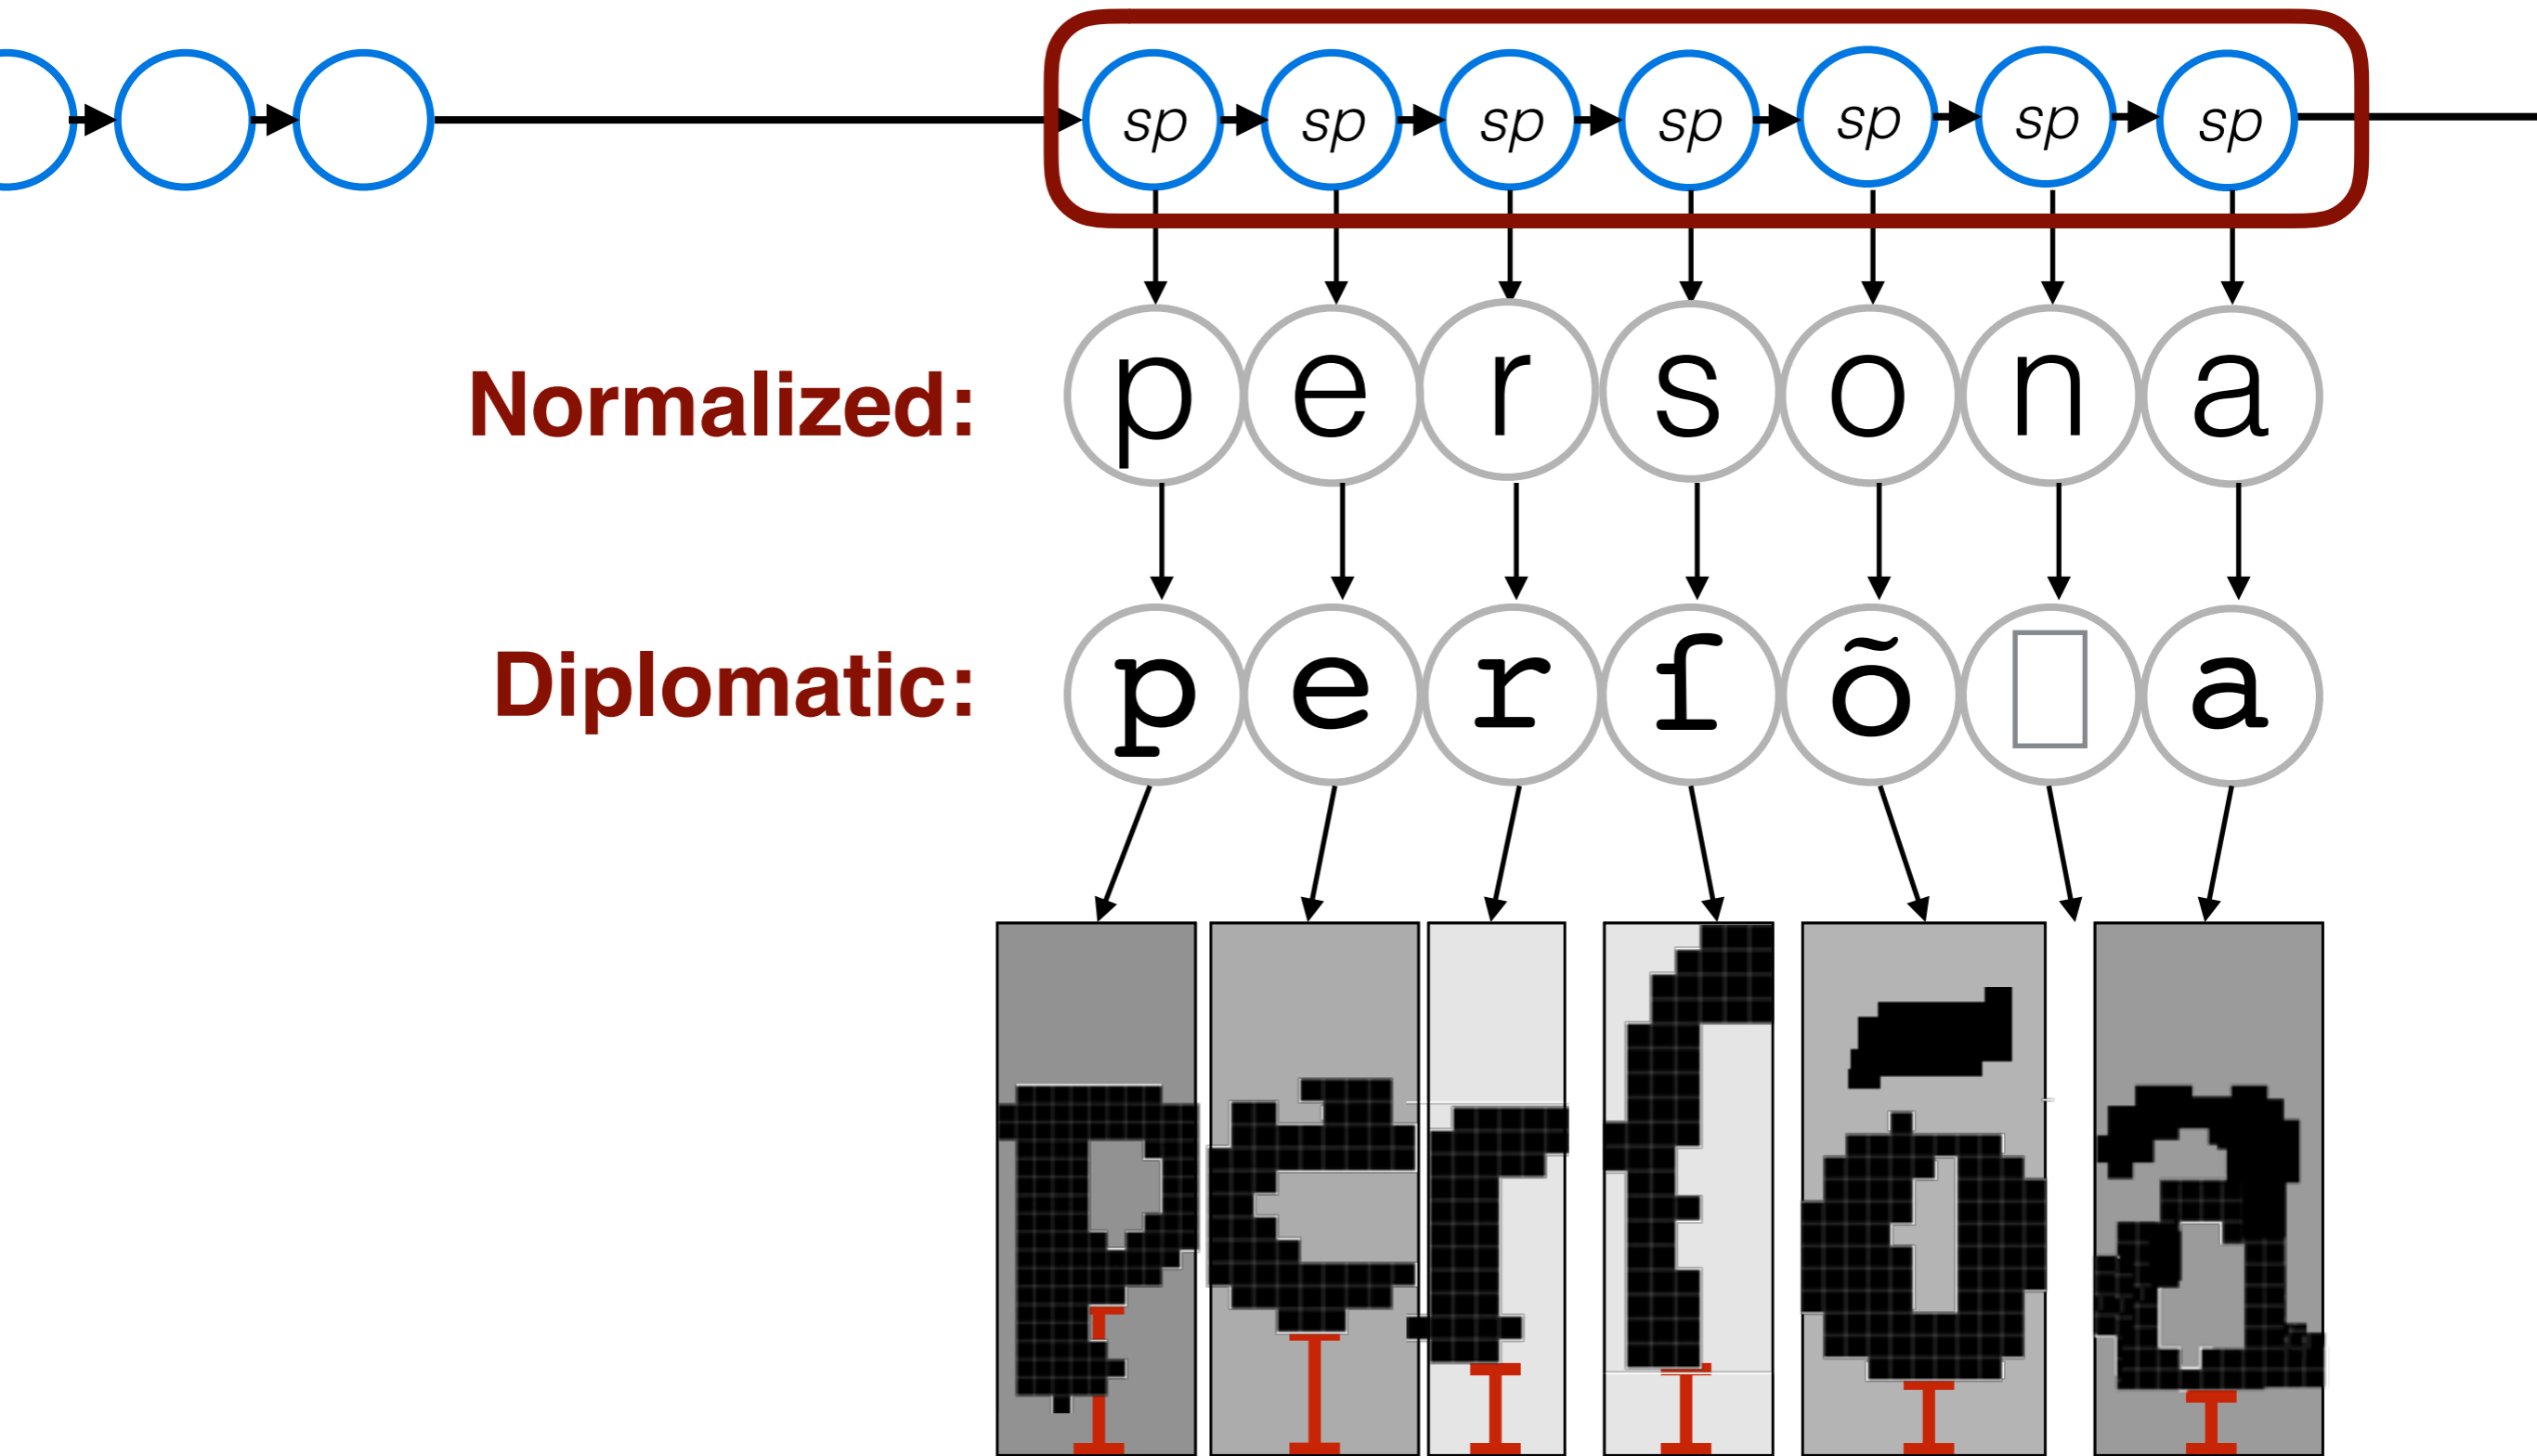 sp sp sp sp sp sp sp
Normalized: p e r s o n a
Diplomatic: p e r ſ õ □ a
p e r ſ õ a